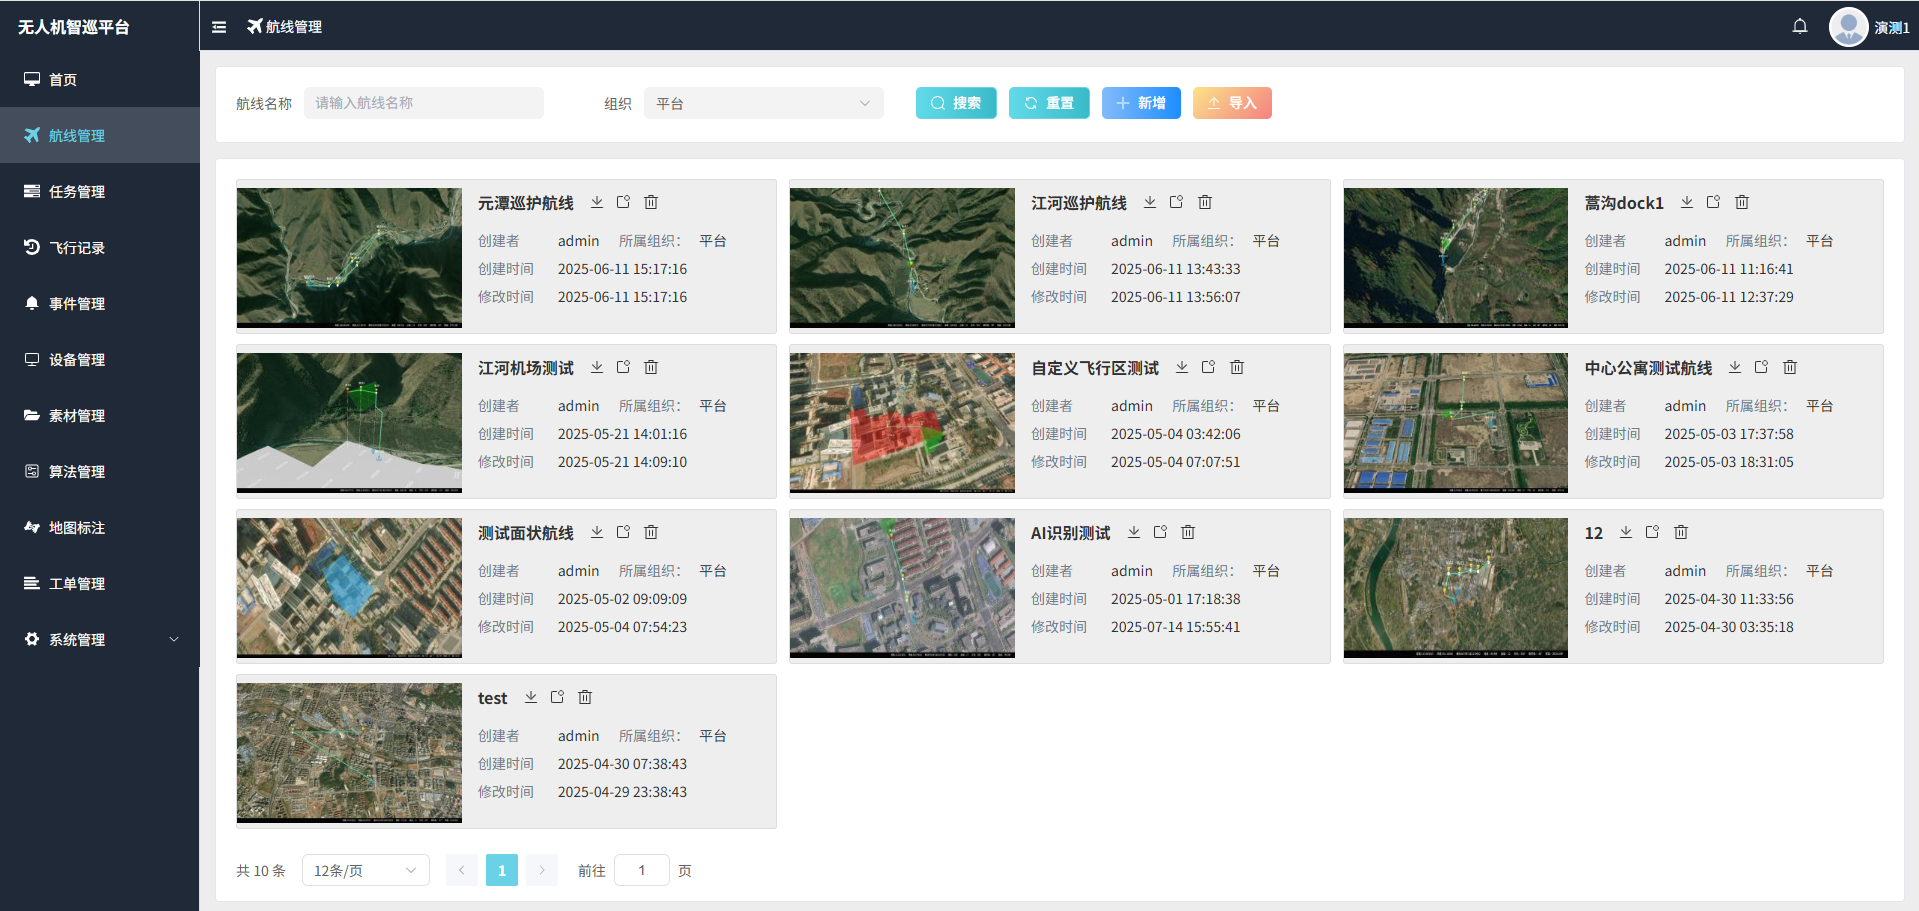 无人机智巡平台
航线管理
演测1
首页
航线管理
任务管理
飞行记录
事件管理
设备管理
素材管理
算法管理
地图标注
工单管理
系统管理
航线名称 请输入航线名称 组织 平台 搜索 重置 新增 导入
元潭巡护航线
创建者 admin 所属组织： 平台
创建时间 2025-06-11 15:17:16
修改时间 2025-06-11 15:17:16
江河巡护航线
创建者 admin 所属组织： 平台
创建时间 2025-06-11 13:43:33
修改时间 2025-06-11 13:56:07
蒿沟dock1
创建者 admin 所属组织： 平台
创建时间 2025-06-11 11:16:41
修改时间 2025-06-11 12:37:29
江河机场测试
创建者 admin 所属组织： 平台
创建时间 2025-05-21 14:01:16
修改时间 2025-05-21 14:09:10
自定义飞行区测试
创建者 admin 所属组织： 平台
创建时间 2025-05-04 03:42:06
修改时间 2025-05-04 07:07:51
中心公寓测试航线
创建者 admin 所属组织： 平台
创建时间 2025-05-03 17:37:58
修改时间 2025-05-03 18:31:05
测试面状航线
创建者 admin 所属组织： 平台
创建时间 2025-05-02 09:09:09
修改时间 2025-05-04 07:54:23
AI识别测试
创建者 admin 所属组织： 平台
创建时间 2025-05-01 17:18:38
修改时间 2025-07-14 15:55:41
12
创建者 admin 所属组织： 平台
创建时间 2025-04-30 11:33:56
修改时间 2025-04-30 03:35:18
test
创建者 admin 所属组织： 平台
创建时间 2025-04-30 07:38:43
修改时间 2025-04-29 23:38:43
共 10 条 12条/页 1 前往 1 页